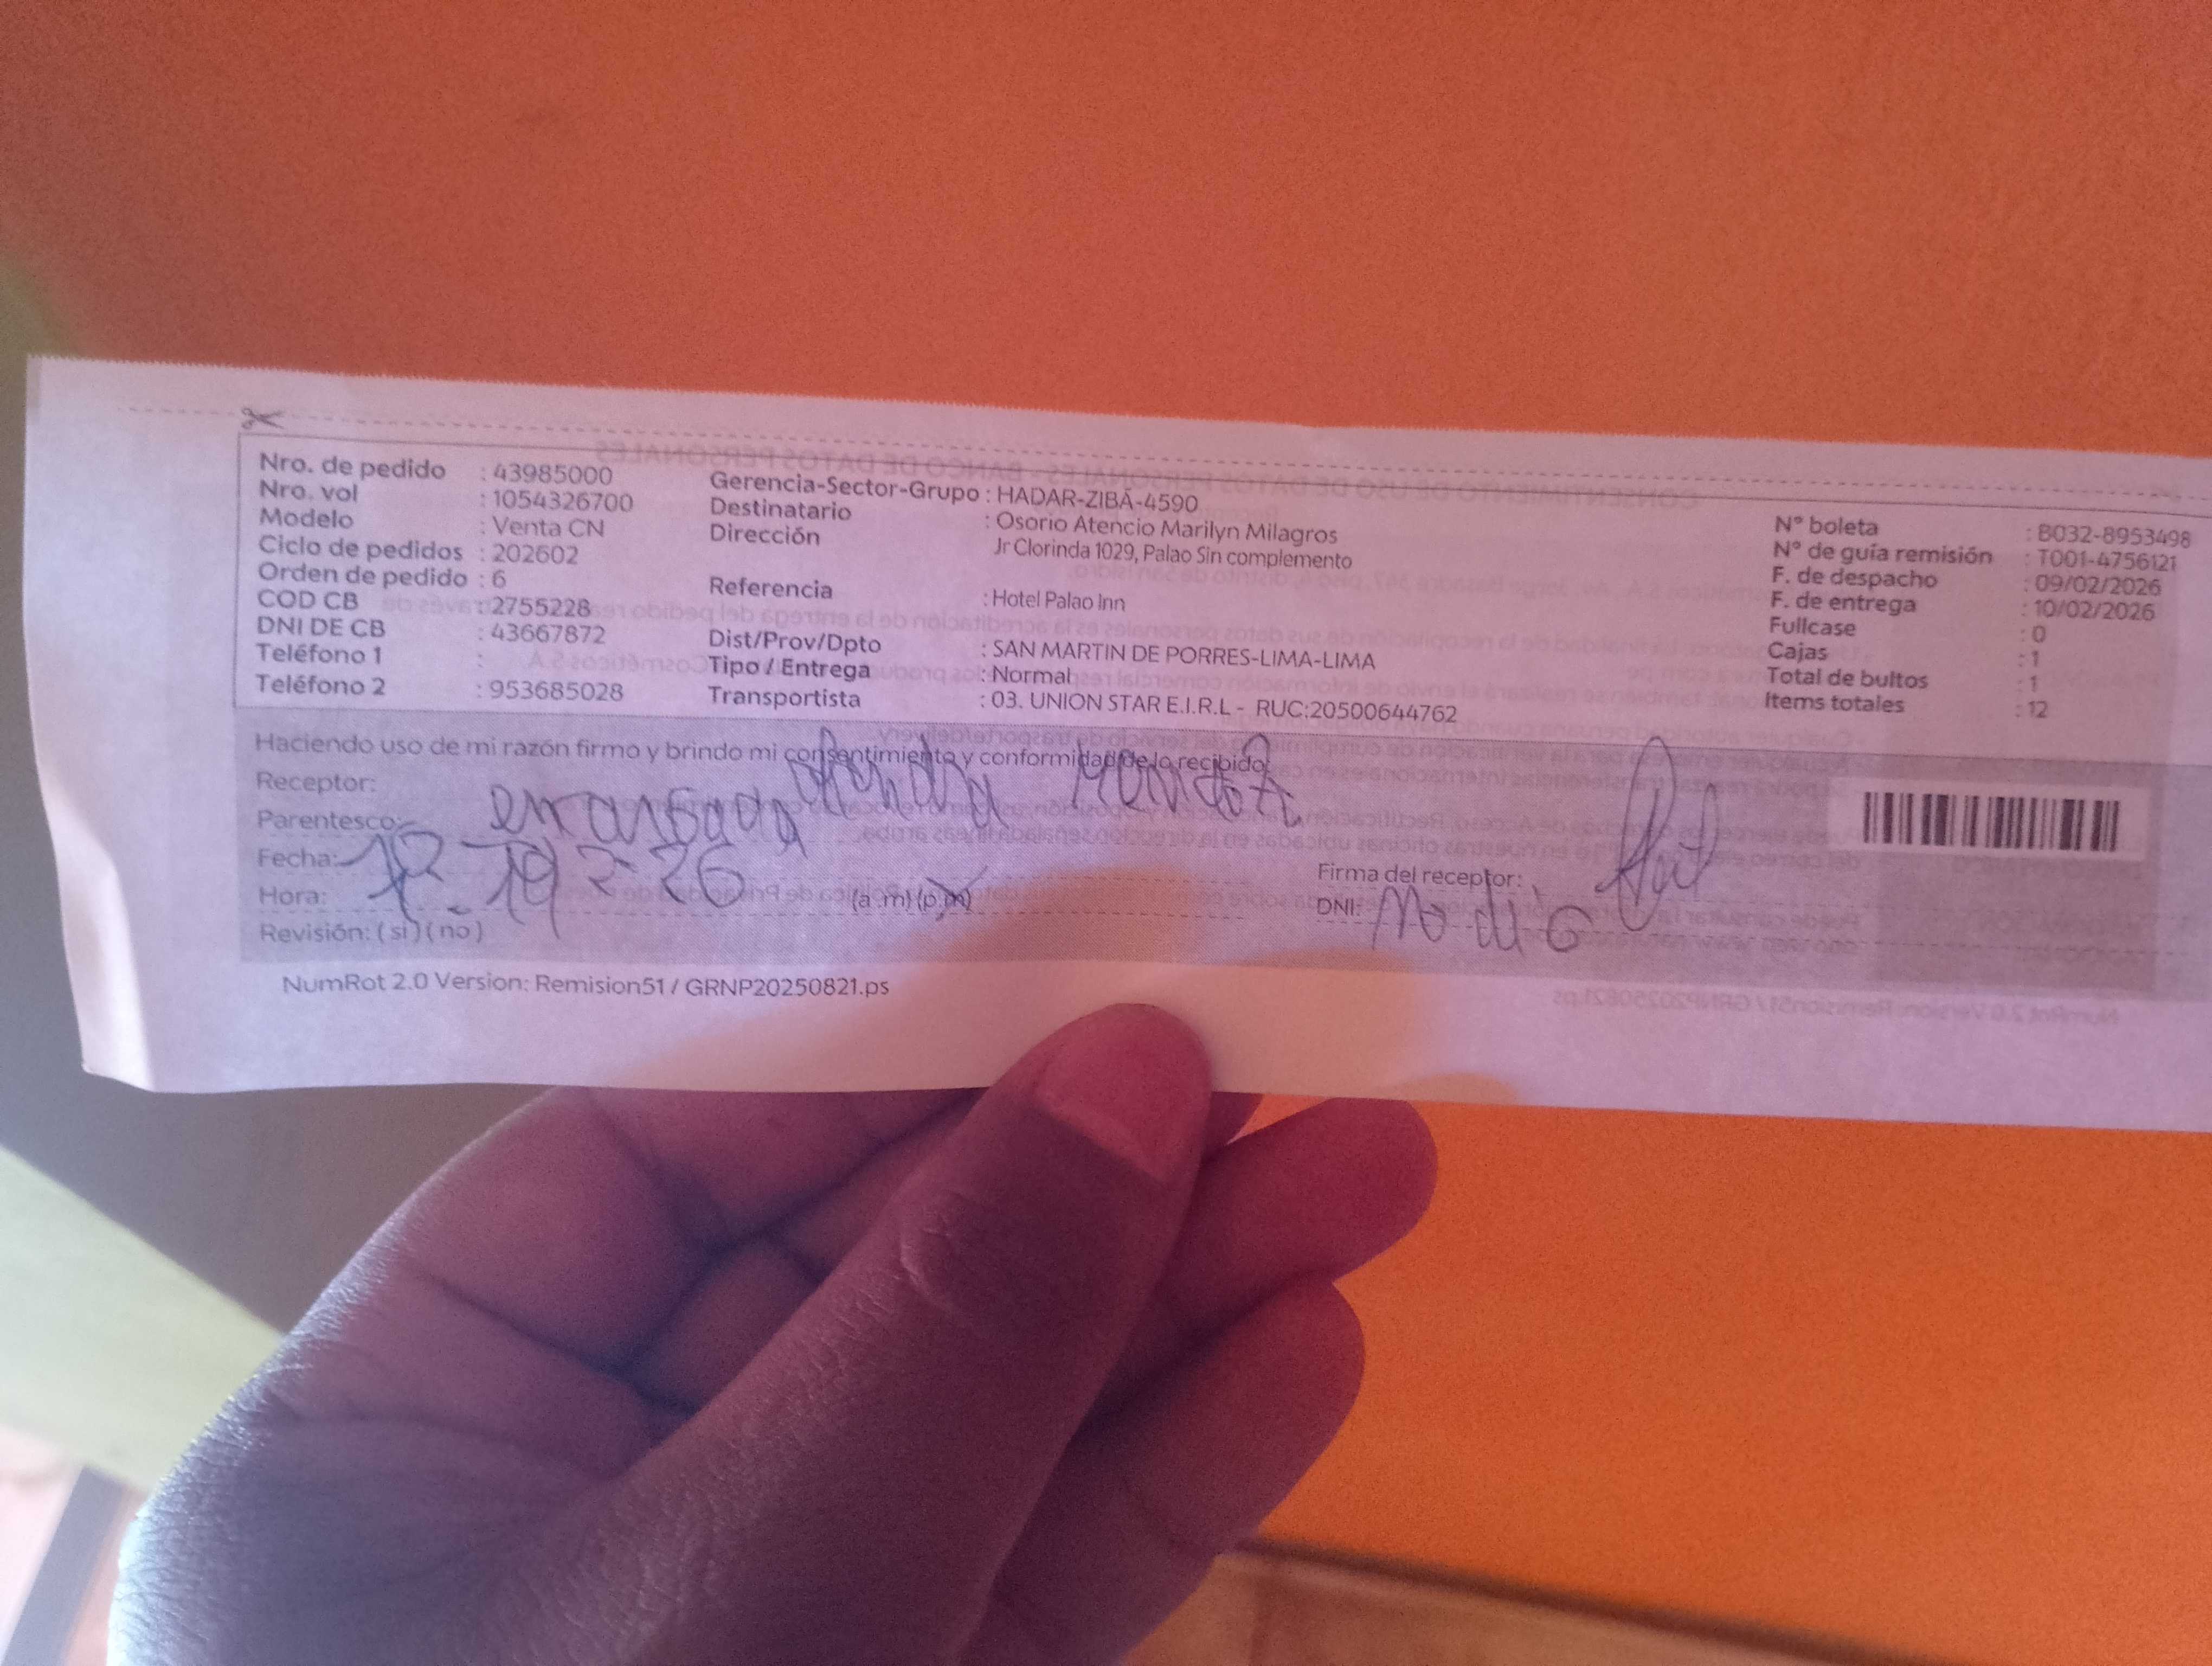 Nro. de pedido : 43985000
Nro. vol : 1054326700
Modelo : Venta CN
Ciclo de pedidos : 202602
Orden de pedido : 6
COD CB : 2755228
DNI DE CB : 43667872
Teléfono 1 :
Teléfono 2 : 953685028
Gerencia-Sector-Grupo : HADAR-ZIBÁ-4590
Destinatario : Osorio Atencio Marilyn Milagros
Dirección Jr Clorinda 1029, Palao Sin complemento
Referencia : Hotel Palao Inn
Dist/Prov/Dpto : SAN MARTIN DE PORRES-LIMA-LIMA
Tipo / Entrega : Normal
Transportista : 03. UNION STAR E.I.R.L - RUC:20500644762
N° boleta : B032-8953498
N° de guía remisión : T001-4756121
F. de despacho : 09/02/2026
F. de entrega : 10/02/2026
Fullcase : 0
Cajas : 1
Total de bultos : 1
Items totales : 12
Haciendo uso de mi razón firmo y brindo mi consentimiento y conformidad de lo recibido
Receptor:
Parentesco:
Fecha:
Hora: (a.m) (p.m)
Revisión: (si) (no)
Firma del receptor:
DNI: no dio
NumRot 2.0 Version: Remision51 / GRNP20250821.ps